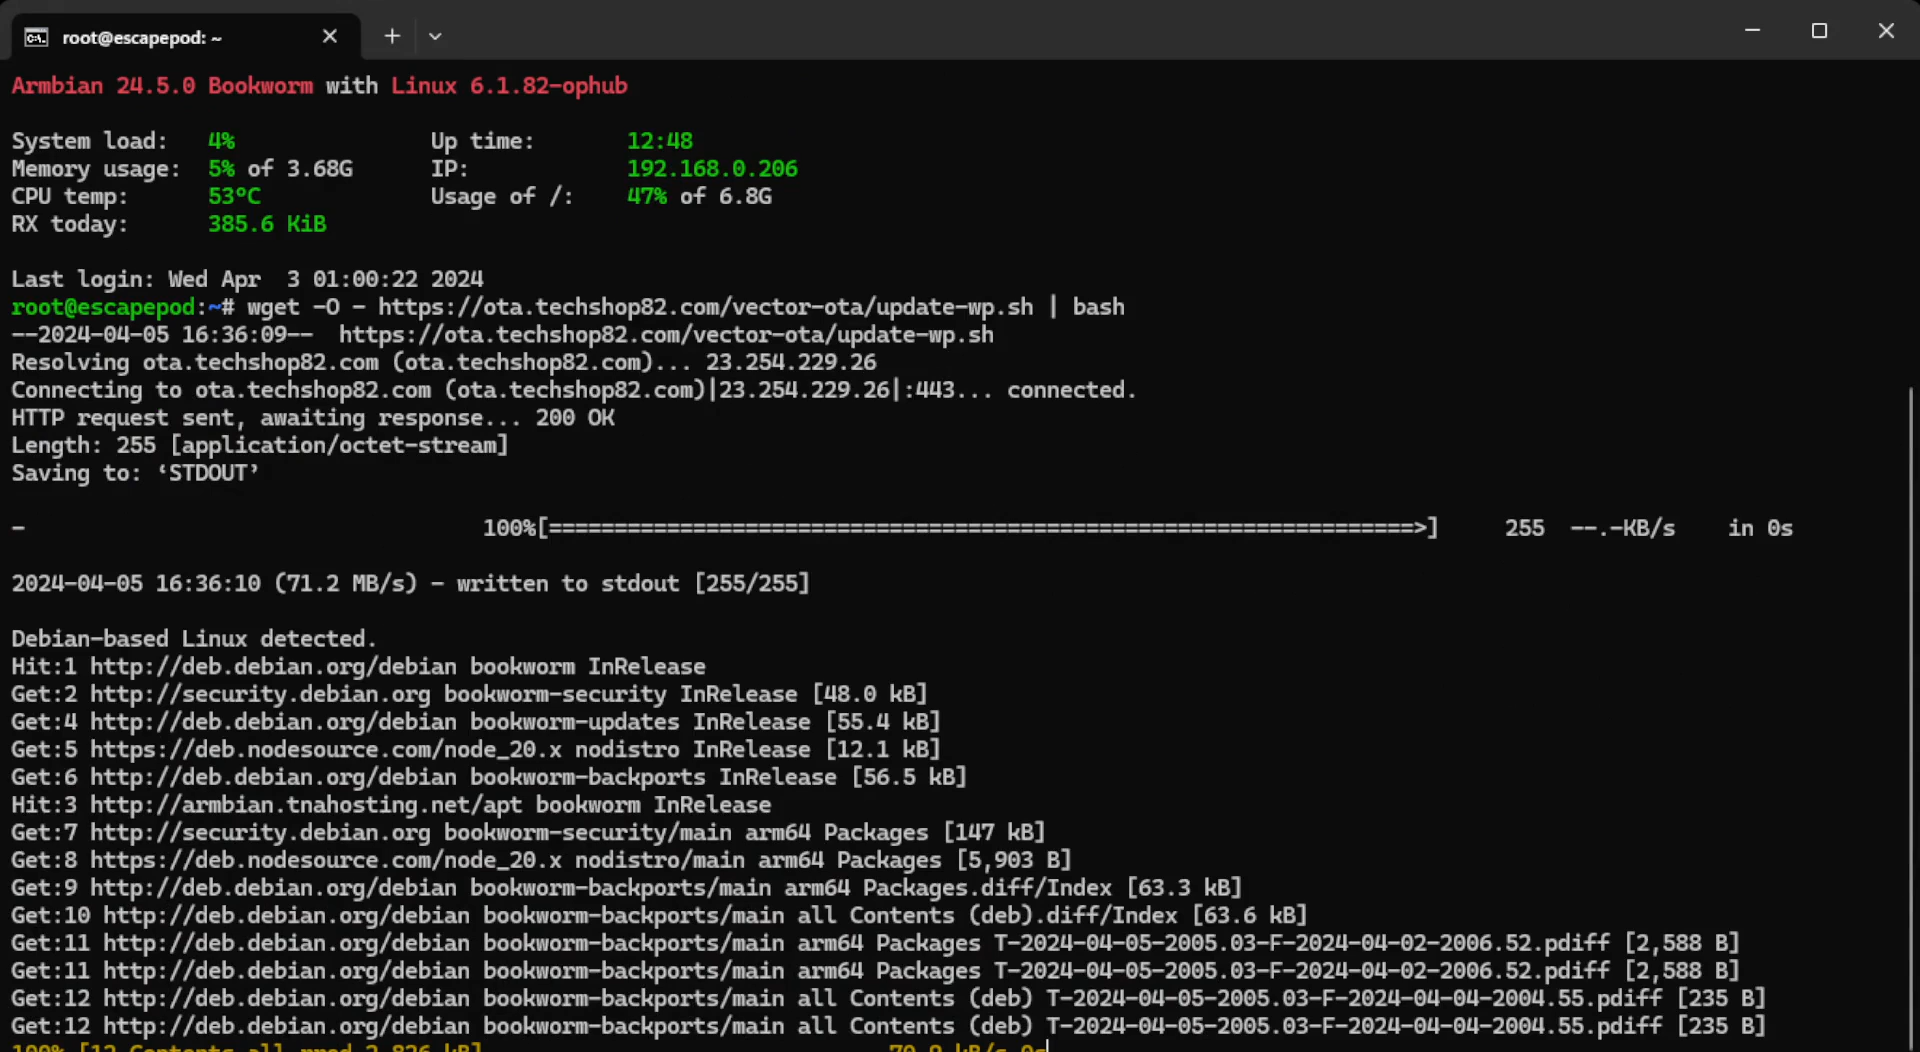 root@escapepod: ~
Armbian 24.5.0 Bookworm with Linux 6.1.82-ophub
System load: 4% Up time: 12:48
Memory usage: 5% of 3.68G IP: 192.168.0.206
CPU temp: 53°C Usage of /: 47% of 6.8G
RX today: 385.6 KiB
Last login: Wed Apr  3 01:00:22 2024
root@escapepod:~# wget -O - https://ota.techshop82.com/vector-ota/update-wp.sh | bash
--2024-04-05 16:36:09--  https://ota.techshop82.com/vector-ota/update-wp.sh
Resolving ota.techshop82.com (ota.techshop82.com)... 23.254.229.26
Connecting to ota.techshop82.com (ota.techshop82.com)|23.254.229.26|:443... connected.
HTTP request sent, awaiting response... 200 OK
Length: 255 [application/octet-stream]
Saving to: ‘STDOUT’
- 100%[==================================================================>] 255 --.-KB/s in 0s
2024-04-05 16:36:10 (71.2 MB/s) - written to stdout [255/255]
Debian-based Linux detected.
Hit:1 http://deb.debian.org/debian bookworm InRelease
Get:2 http://security.debian.org bookworm-security InRelease [48.0 kB]
Get:4 http://deb.debian.org/debian bookworm-updates InRelease [55.4 kB]
Get:5 https://deb.nodesource.com/node_20.x nodistro InRelease [12.1 kB]
Get:6 http://deb.debian.org/debian bookworm-backports InRelease [56.5 kB]
Hit:3 http://armbian.tnahosting.net/apt bookworm InRelease
Get:7 http://security.debian.org bookworm-security/main arm64 Packages [147 kB]
Get:8 https://deb.nodesource.com/node_20.x nodistro/main arm64 Packages [5,903 B]
Get:9 http://deb.debian.org/debian bookworm-backports/main arm64 Packages.diff/Index [63.3 kB]
Get:10 http://deb.debian.org/debian bookworm-backports/main all Contents (deb).diff/Index [63.6 kB]
Get:11 http://deb.debian.org/debian bookworm-backports/main arm64 Packages T-2024-04-05-2005.03-F-2024-04-02-2006.52.pdiff [2,588 B]
Get:11 http://deb.debian.org/debian bookworm-backports/main arm64 Packages T-2024-04-05-2005.03-F-2024-04-02-2006.52.pdiff [2,588 B]
Get:12 http://deb.debian.org/debian bookworm-backports/main all Contents (deb) T-2024-04-05-2005.03-F-2024-04-04-2004.55.pdiff [235 B]
Get:12 http://deb.debian.org/debian bookworm-backports/main all Contents (deb) T-2024-04-05-2005.03-F-2024-04-04-2004.55.pdiff [235 B]
100% [12 Contents-all rred